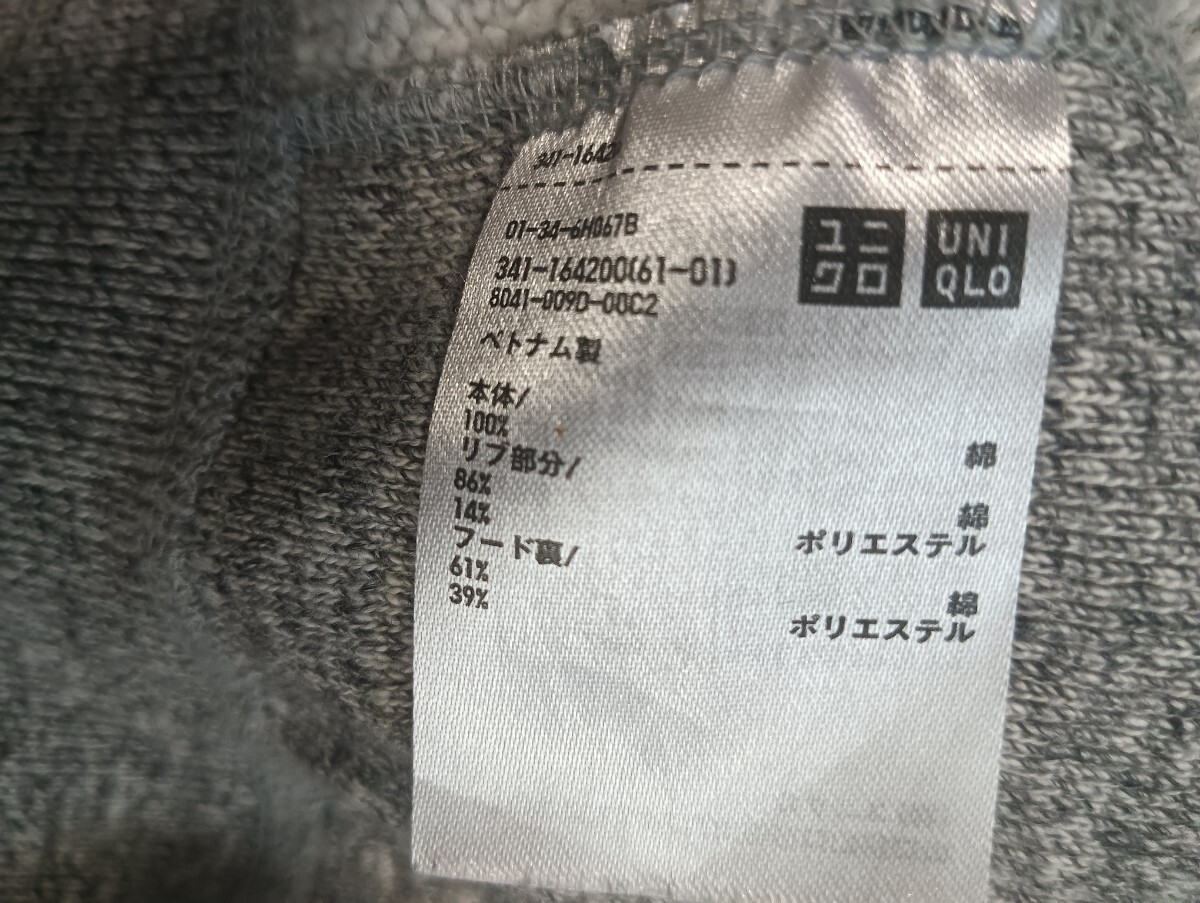 341-1642
01-34-6H067B
341-164200(61-01)
8041-009D-00C2
ユニ
クロ
UNI
QLO
ベトナム製
本体/
100% 綿
リブ部分/
86% 綿
14% ポリエステル
フード裏/
61% 綿
39% ポリエステル